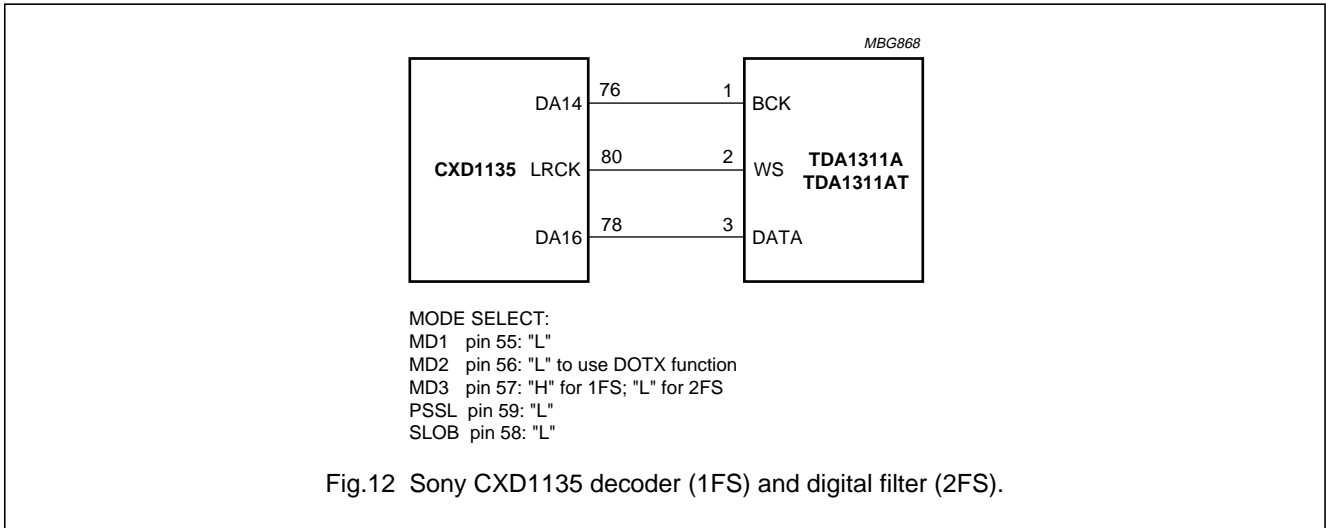 MBG868
DA14 76 1 BCK
CXD1135 LRCK 80 2 WS TDA1311A
TDA1311AT
DA16 78 3 DATA
MODE SELECT:
MD1 pin 55: "L"
MD2 pin 56: "L" to use DOTX function
MD3 pin 57: "H" for 1FS; "L" for 2FS
PSSL pin 59: "L"
SLOB pin 58: "L"
Fig.12 Sony CXD1135 decoder (1FS) and digital filter (2FS).